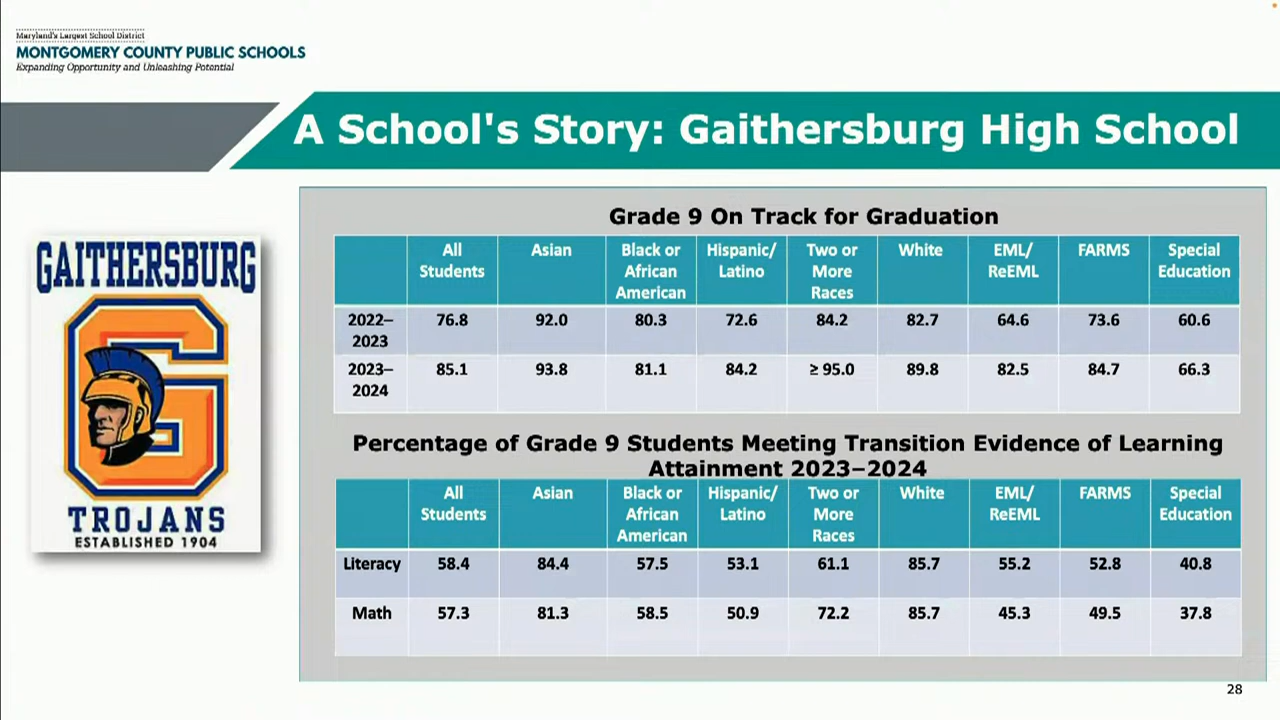 Maryland's Largest School District
MONTGOMERY COUNTY PUBLIC SCHOOLS
Expanding Opportunity and Unleashing Potential
A School's Story: Gaithersburg High School
GAITHERSBURG
TROJANS
ESTABLISHED 1904
Grade 9 On Track for Graduation
All Students Asian Black or African American Hispanic/ Latino Two or More Races White EML/ ReEML FARMS Special Education
2022–2023 76.8 92.0 80.3 72.6 84.2 82.7 64.6 73.6 60.6
2023–2024 85.1 93.8 81.1 84.2 ≥ 95.0 89.8 82.5 84.7 66.3
Percentage of Grade 9 Students Meeting Transition Evidence of Learning
Attainment 2023–2024
All Students Asian Black or African American Hispanic/ Latino Two or More Races White EML/ ReEML FARMS Special Education
Literacy 58.4 84.4 57.5 53.1 61.1 85.7 55.2 52.8 40.8
Math 57.3 81.3 58.5 50.9 72.2 85.7 45.3 49.5 37.8
28